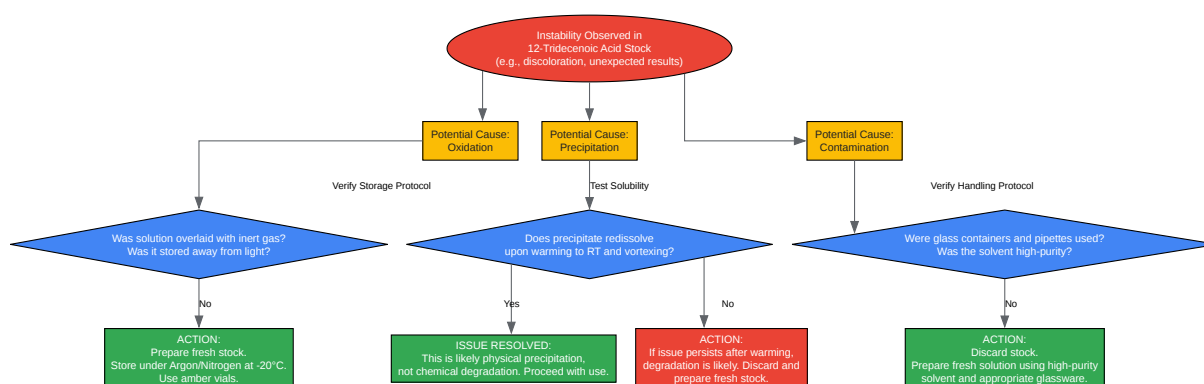 Instability Observed in
12-Tridecenoic Acid Stock
(e.g., discoloration, unexpected results)
Potential Cause:
Oxidation
Potential Cause:
Precipitation
Potential Cause:
Contamination
Verify Storage Protocol
Test Solubility
Verify Handling Protocol
Was solution overlaid with inert gas?
Was it stored away from light?
Does precipitate redissolve
upon warming to RT and vortexing?
Were glass containers and pipettes used?
Was the solvent high-purity?
No
Yes
No
No
ACTION:
Prepare fresh stock.
Store under Argon/Nitrogen at -20°C.
Use amber vials.
ISSUE RESOLVED:
This is likely physical precipitation,
not chemical degradation. Proceed with use.
ACTION:
If issue persists after warming,
degradation is likely. Discard and
prepare fresh stock.
ACTION:
Discard stock.
Prepare fresh solution using high-purity
solvent and appropriate glassware.